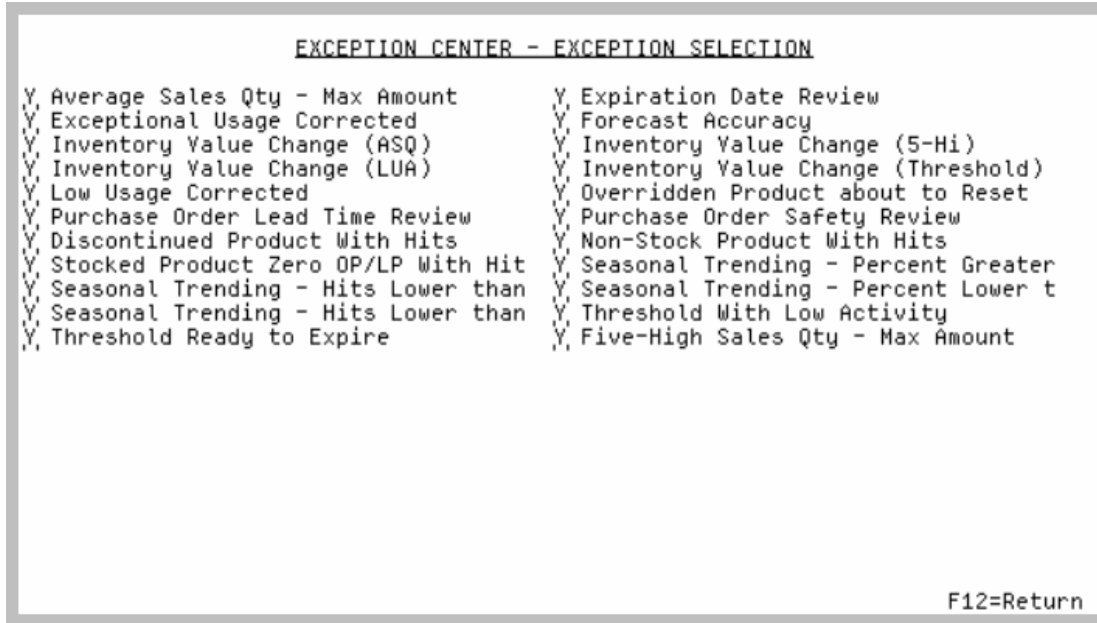 EXCEPTION CENTER - EXCEPTION SELECTION
Y Average Sales Qty - Max Amount Y Expiration Date Review
Y Exceptional Usage Corrected Y Forecast Accuracy
Y Inventory Value Change (ASQ) Y Inventory Value Change (5-Hi)
Y Inventory Value Change (LUA) Y Inventory Value Change (Threshold)
Y Low Usage Corrected Y Overridden Product about to Reset
Y Purchase Order Lead Time Review Y Purchase Order Safety Review
Y Discontinued Product With Hits Y Non-Stock Product With Hits
Y Stocked Product Zero OP/LP With Hit Y Seasonal Trending - Percent Greater
Y Seasonal Trending - Hits Lower than Y Seasonal Trending - Percent Lower t
Y Seasonal Trending - Hits Lower than Y Threshold With Low Activity
Y Threshold Ready to Expire Y Five-High Sales Qty - Max Amount
F12=Return